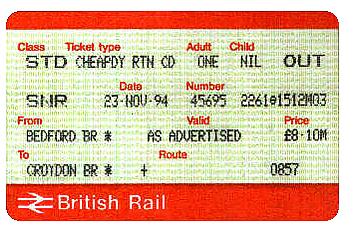 Class Ticket type Adult Child
STD CHEAPDY RTN CD ONE NIL OUT
Date Number
SNR 23·NOV·94 45695 2261@1512M03
From Valid Price
BEDFORD BR * AS ADVERTISED £8·10M
To Route
CROYDON BR * + 0857
British Rail